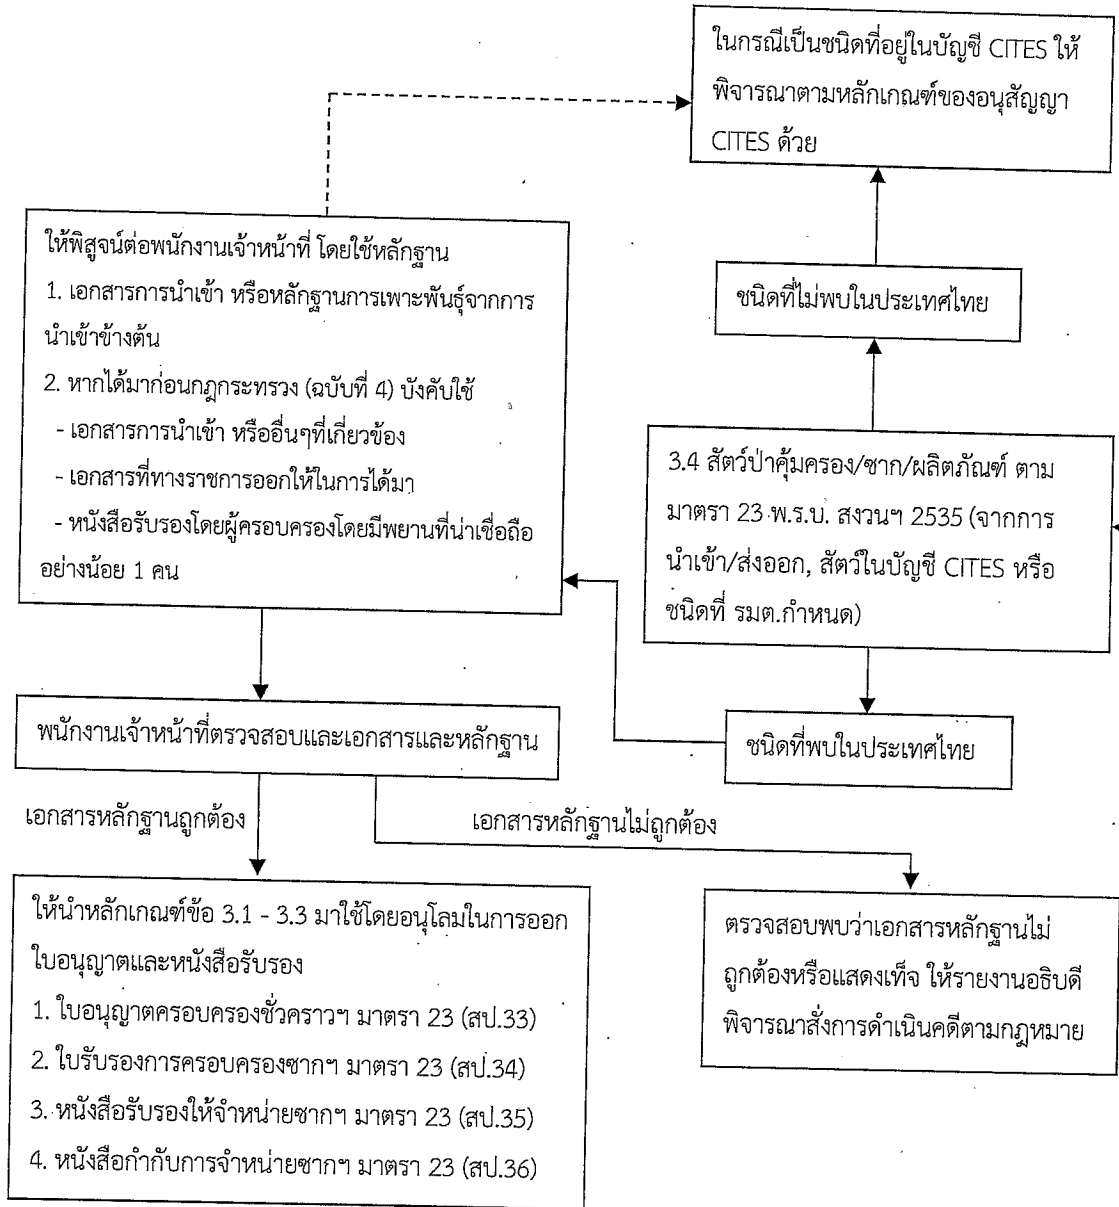 ในกรณีเป็นชนิดที่อยู่ในบัญชี CITES ให้
พิจารณาตามหลักเกณฑ์ของอนุสัญญา
CITES ด้วย
ให้พิสูจน์ต่อพนักงานเจ้าหน้าที่ โดยใช้หลักฐาน
1. เอกสารการนำเข้า หรือหลักฐานการเพาะพันธุ์จากการ
นำเข้าข้างต้น
2. หากได้มาก่อนกฎกระทรวง (ฉบับที่ 4) บังคับใช้
- เอกสารการนำเข้า หรืออื่นๆที่เกี่ยวข้อง
- เอกสารที่ทางราชการออกให้ในการได้มา
- หนังสือรับรองโดยผู้ครอบครองโดยมีพยานที่น่าเชื่อถือ
อย่างน้อย 1 คน
ชนิดที่ไม่พบในประเทศไทย
3.4 สัตว์ป่าคุ้มครอง/ซาก/ผลิตภัณฑ์ ตาม
มาตรา 23 พ.ร.บ. สงวนฯ 2535 (จากการ
นำเข้า/ส่งออก, สัตว์ในบัญชี CITES หรือ
ชนิดที่ รมต.กำหนด)
พนักงานเจ้าหน้าที่ตรวจสอบและเอกสารและหลักฐาน
ชนิดที่พบในประเทศไทย
เอกสารหลักฐานถูกต้อง
เอกสารหลักฐานไม่ถูกต้อง
ให้นำหลักเกณฑ์ข้อ 3.1 - 3.3 มาใช้โดยอนุโลมในการออก
ใบอนุญาตและหนังสือรับรอง
1. ใบอนุญาตครอบครองชั่วคราวฯ มาตรา 23 (สป.33)
2. ใบรับรองการครอบครองซากฯ มาตรา 23 (สป.34)
3. หนังสือรับรองให้จำหน่ายซากฯ มาตรา 23 (สป.35)
4. หนังสือกำกับการจำหน่ายซากฯ มาตรา 23 (สป.36)
ตรวจสอบพบว่าเอกสารหลักฐานไม่
ถูกต้องหรือแสดงเท็จ ให้รายงานอธิบดี
พิจารณาสั่งการดำเนินคดีตามกฎหมาย